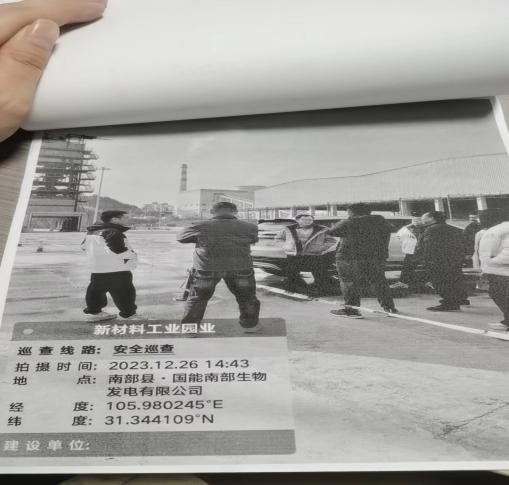 新材料工业园业
巡查线路: 安全巡查
拍摄时间: 2023.12.26 14:43
地点: 南部县·国能南部生物
发电有限公司
经度: 105.980245°E
纬度: 31.344109°N
建设单位: